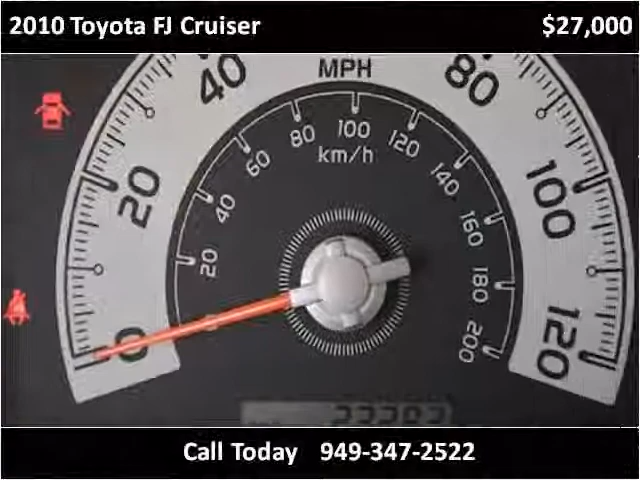 2010 Toyota FJ Cruiser $27,000
MPH
40 80
20 100
0 120
20 40 60 80 100 120 140 160 180 200
km/h
Call Today 949-347-2522